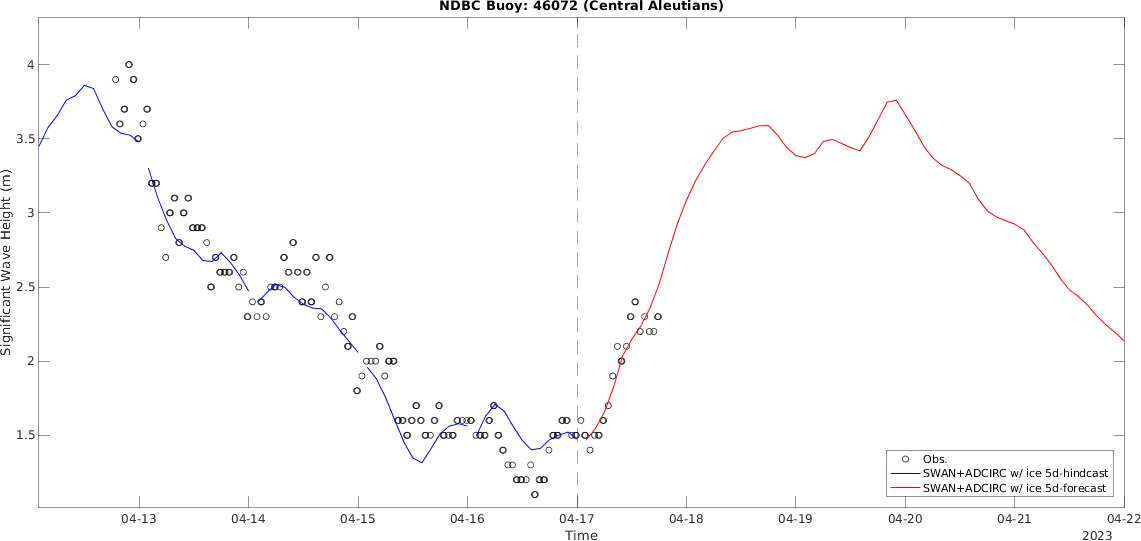 NDBC Buoy: 46072 (Central Aleutians)
Significant Wave Height (m)
4
3.5
3
2.5
2
1.5
Obs.
SWAN+ADCIRC w/ ice 5d-hindcast
SWAN+ADCIRC w/ ice 5d-forecast
04-13 04-14 04-15 04-16 04-17 04-18 04-19 04-20 04-21 04-22
Time
2023